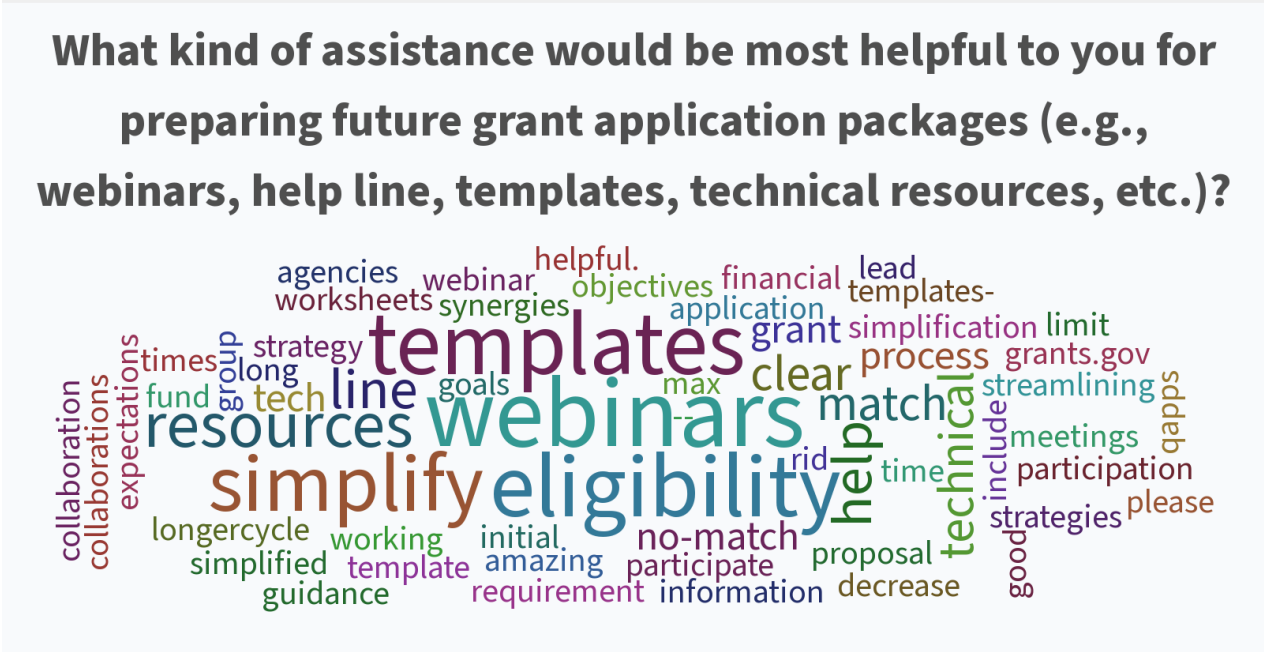 What kind of assistance would be most helpful to you for
preparing future grant application packages (e.g.,
webinars, help line, templates, technical resources, etc.)?
helpful.
agencies
webinar
objectives
financial
lead
worksheets
synergies
application
templates-
templates
grant
simplification
limit
times
group
strategy
long
process
grants.gov
expectations
fund
tech
line
goals
max
clear
streamlining
collaboration
collaborations
resources
webinars
--
match
technical
include
meetings
qapps
simplify
eligibility
rid
help
time
participation
longercycle
working
initial
no-match
strategies
please
simplified
template
amazing
participate
proposal
good
guidance
requirement
information
decrease